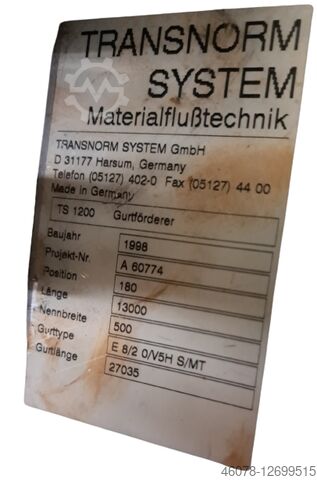 TRANSNORM
SYSTEM
Materialflußtechnik
TRANSNORM SYSTEM GmbH
D 31177 Harsum, Germany
Telefon (05127) 402-0 Fax (05127) 44 00
Made in Germany
TS 1200 Gurtförderer
Baujahr 1998
Projekt-Nr. A 60774
Position 180
Länge 13000
Nennbreite 500
Gurttype E 8/2 0/V5H S/MT
Gurtlänge 27035
46078-12699515